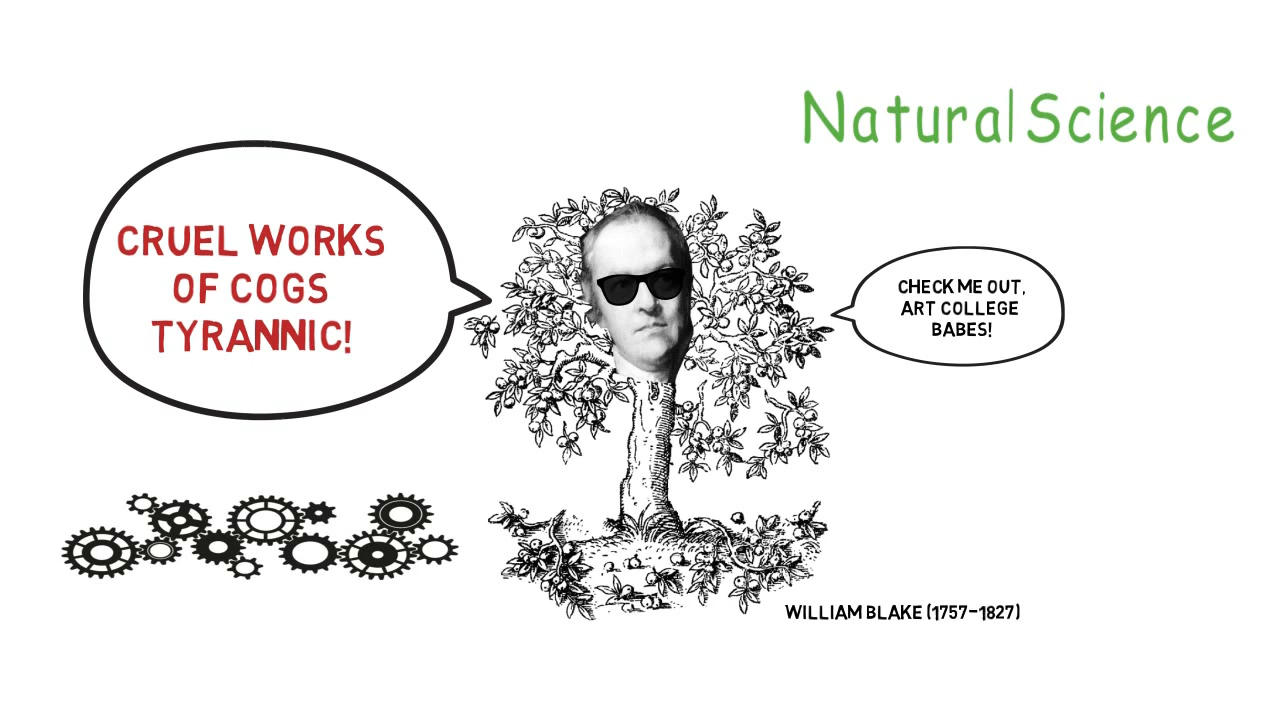 Natural Science
CRUEL WORKS
OF COGS
TYRANNIC!
CHECK ME OUT,
ART COLLEGE
BABES!
WILLIAM BLAKE (1757-1827)